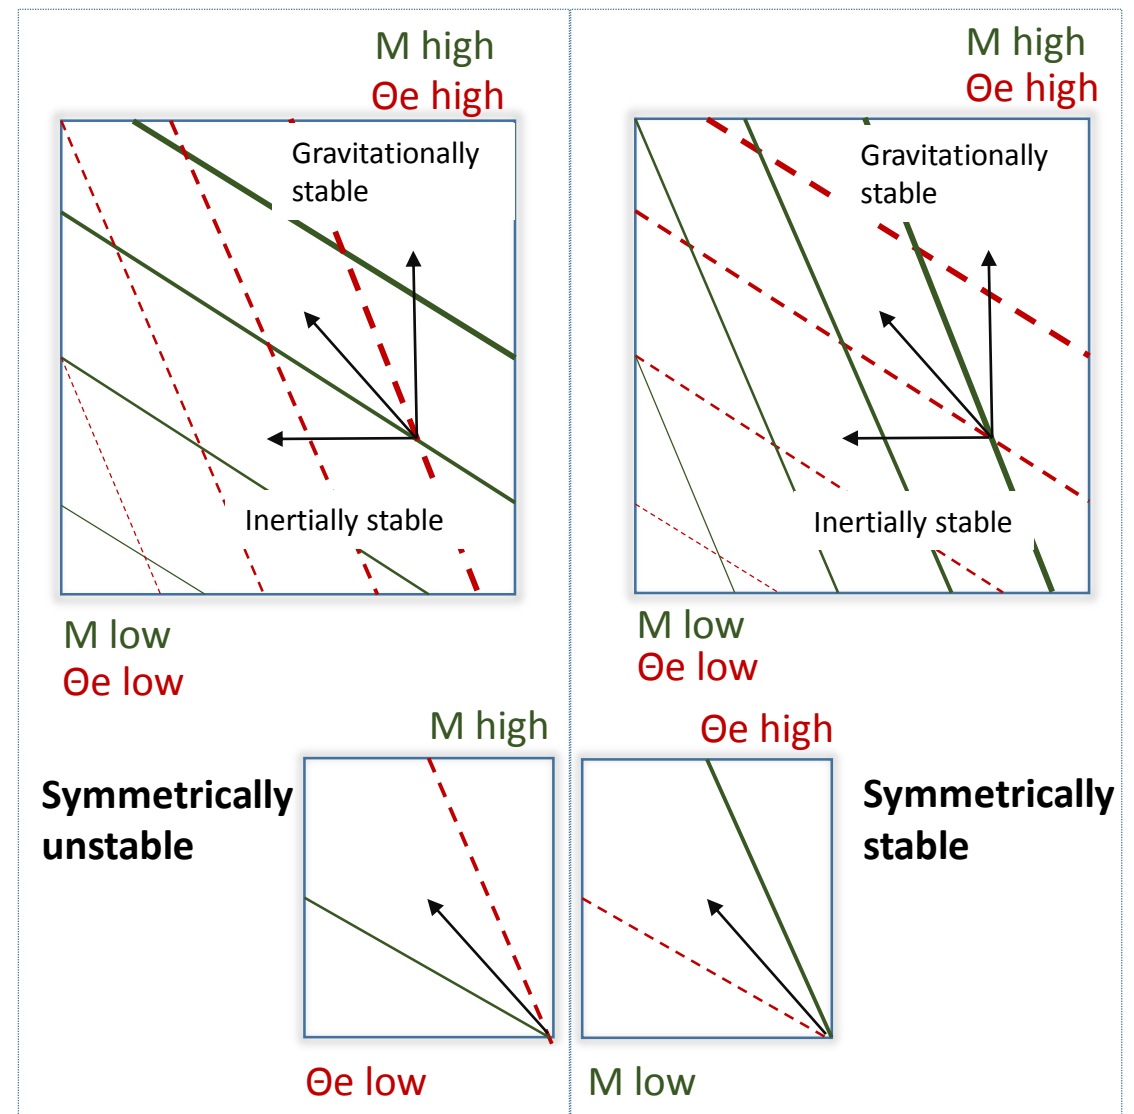 M high
Θe high
Gravitationally
stable
Inertially stable
M low
Θe low
M high
Θe high
Gravitationally
stable
Inertially stable
M low
Θe low
M high
Symmetrically
unstable
Θe low
Θe high
Symmetrically
stable
M low